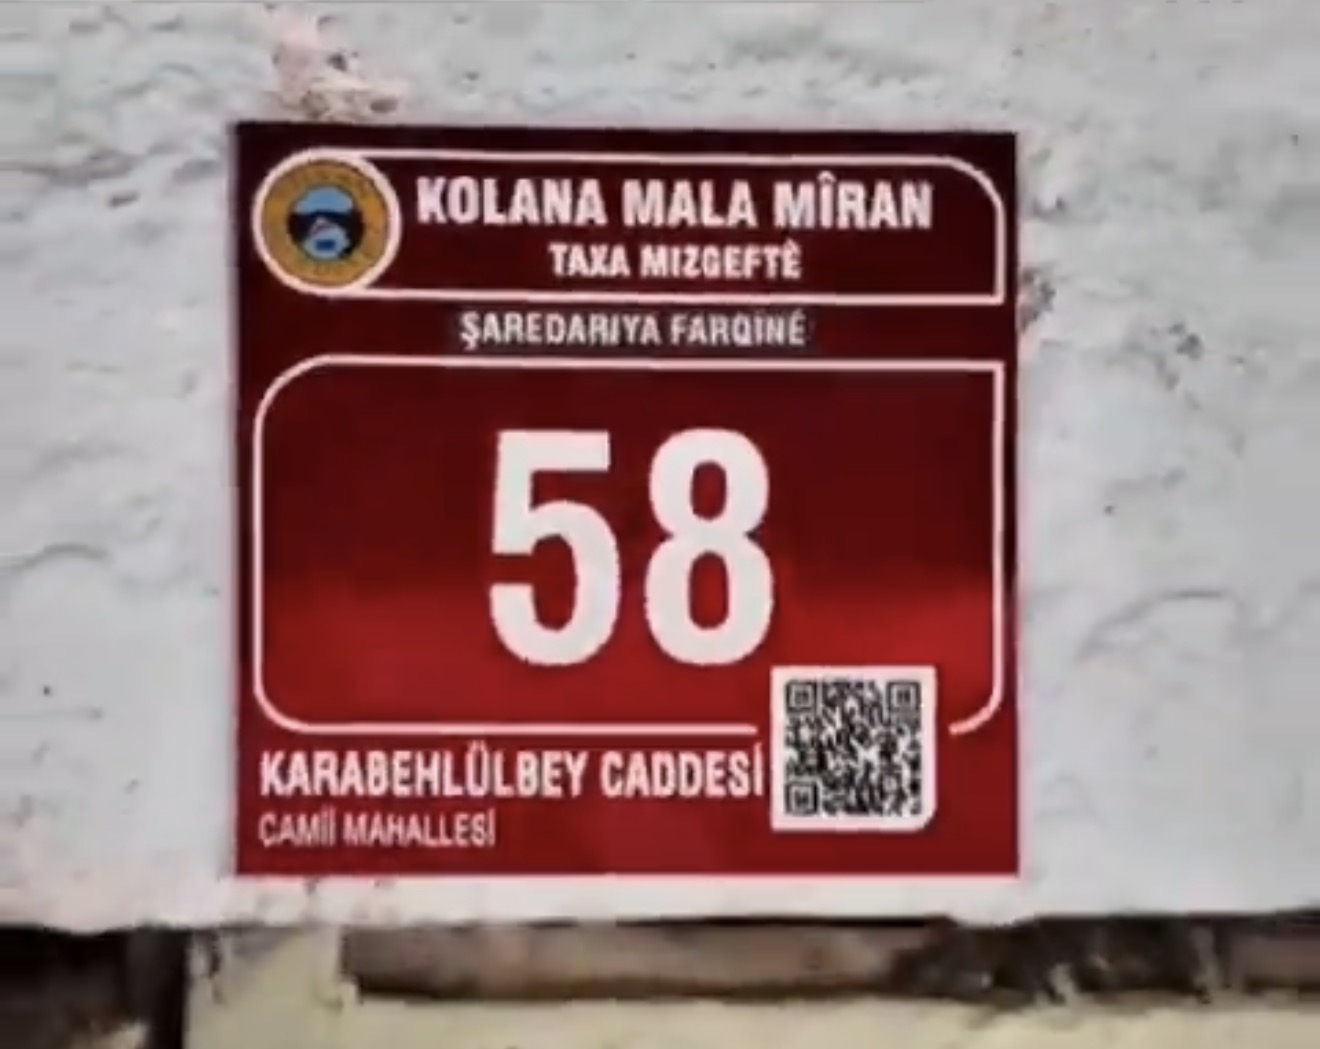 KOLANA MALA MÎRAN
TAXA MIZGEFTÊ
ŞAREDARIYA FARQÎNÊ
58
KARABEHLÜLBEY CADDESİ
CAMİİ MAHALLESİ